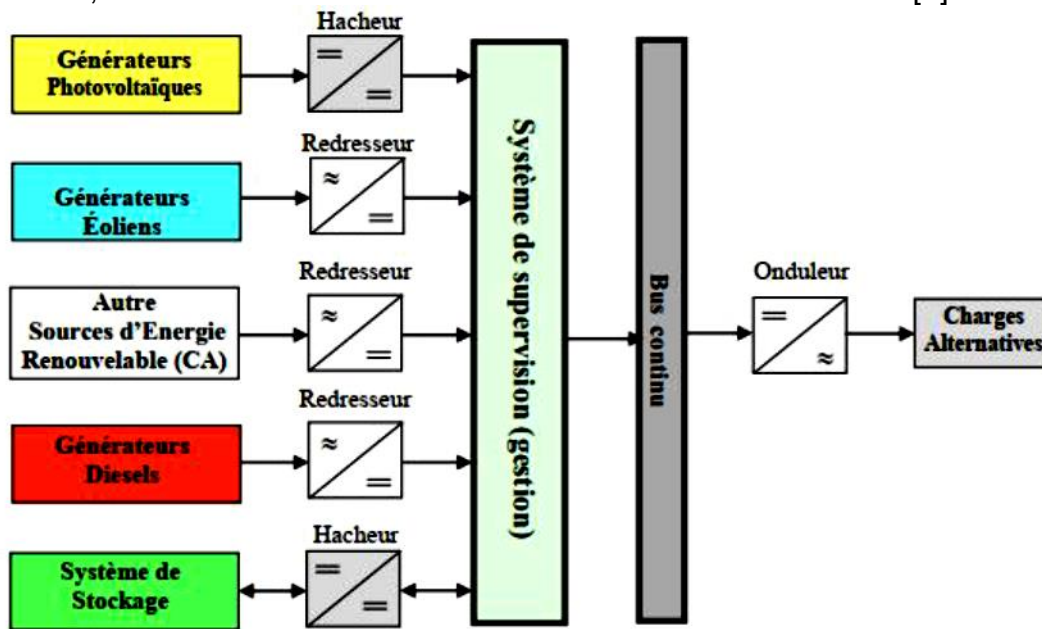 Hacheur
Générateurs
Photovoltaïques
Redresseur
Générateurs
Éoliens
Redresseur
Autre
Sources d'Energie
Renouvelable (CA)
Redresseur
Générateurs
Diesels
Hacheur
Système de
Stockage
Système de supervision (gestion)
Bus continu
Onduleur
Charges
Alternatives